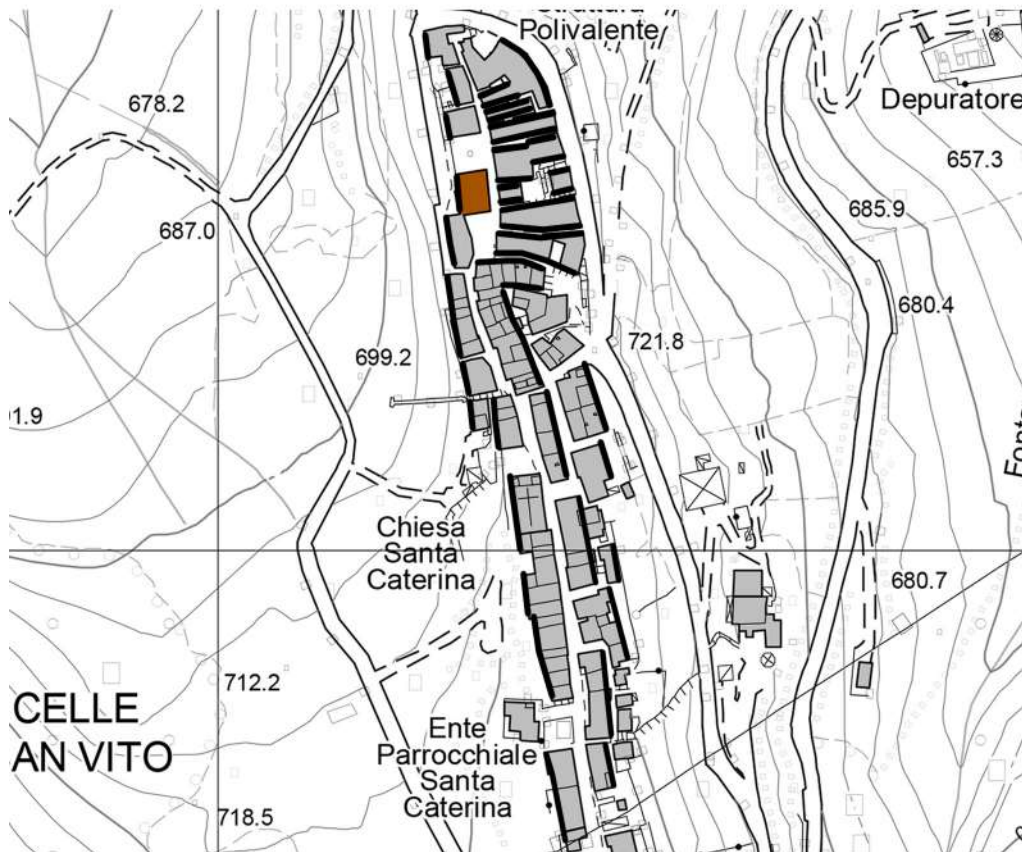 Polivalente
678.2
Depuratore
657.3
687.0
685.9
680.4
721.8
699.2
1.9
Chiesa
Santa
Caterina
680.7
712.2
CELLE
AN VITO
Ente
Parrocchiale
Santa
Càterina
718.5